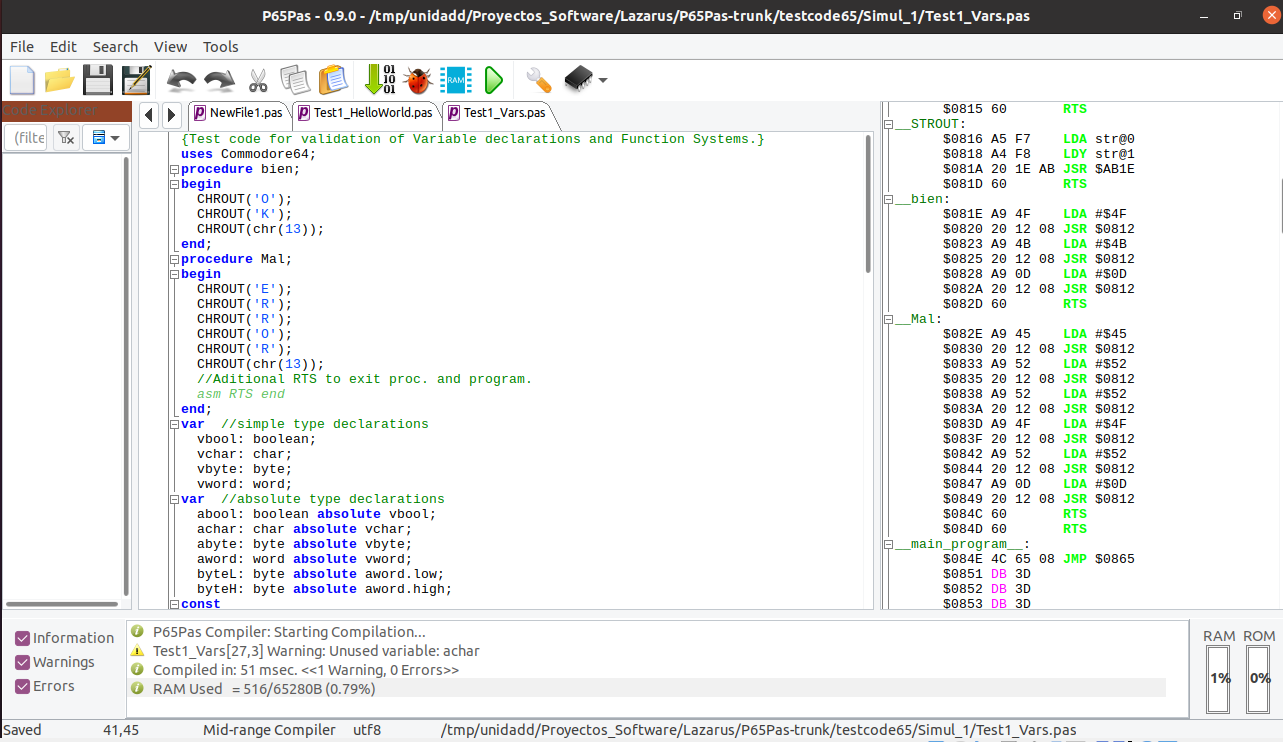 P65Pas - 0.9.0 - /tmp/unidadd/Proyectos_Software/Lazarus/P65Pas-trunk/testcode65/Simul_1/Test1_Vars.pas
File Edit Search View Tools
01
10
01
RAM
Code Explorer
(filte
NewFile1.pas Test1_HelloWorld.pas Test1_Vars.pas
{Test code for validation of Variable declarations and Function Systems.}
uses Commodore64;
procedure bien;
begin
CHROUT('O');
CHROUT('K');
CHROUT(chr(13));
end;
procedure Mal;
begin
CHROUT('E');
CHROUT('R');
CHROUT('R');
CHROUT('O');
CHROUT('R');
CHROUT(chr(13));
//Aditional RTS to exit proc. and program.
asm RTS end
end;
var //simple type declarations
vbool: boolean;
vchar: char;
vbyte: byte;
vword: word;
var //absolute type declarations
abool: boolean absolute vbool;
achar: char absolute vchar;
abyte: byte absolute vbyte;
aword: word absolute vword;
byteL: byte absolute aword.low;
byteH: byte absolute aword.high;
const
$0815 60 RTS
__STROUT:
$0816 A5 F7 LDA str@0
$0818 A4 F8 LDY str@1
$081A 20 1E AB JSR $AB1E
$081D 60 RTS
__bien:
$081E A9 4F LDA #$4F
$0820 20 12 08 JSR $0812
$0823 A9 4B LDA #$4B
$0825 20 12 08 JSR $0812
$0828 A9 0D LDA #$0D
$082A 20 12 08 JSR $0812
$082D 60 RTS
__Mal:
$082E A9 45 LDA #$45
$0830 20 12 08 JSR $0812
$0833 A9 52 LDA #$52
$0835 20 12 08 JSR $0812
$0838 A9 52 LDA #$52
$083A 20 12 08 JSR $0812
$083D A9 4F LDA #$4F
$083F 20 12 08 JSR $0812
$0842 A9 52 LDA #$52
$0844 20 12 08 JSR $0812
$0847 A9 0D LDA #$0D
$0849 20 12 08 JSR $0812
$084C 60 RTS
$084D 60 RTS
__main_program__:
$084E 4C 65 08 JMP $0865
$0851 DB 3D
$0852 DB 3D
$0853 DB 3D
Information
Warnings
Errors
P65Pas Compiler: Starting Compilation...
Test1_Vars[27,3] Warning: Unused variable: achar
Compiled in: 51 msec. <<1 Warning, 0 Errors>>
RAM Used = 516/65280B (0.79%)
RAM ROM
1% 0%
Saved 41,45 Mid-range Compiler utf8 /tmp/unidadd/Proyectos_Software/Lazarus/P65Pas-trunk/testcode65/Simul_1/Test1_Vars.pas